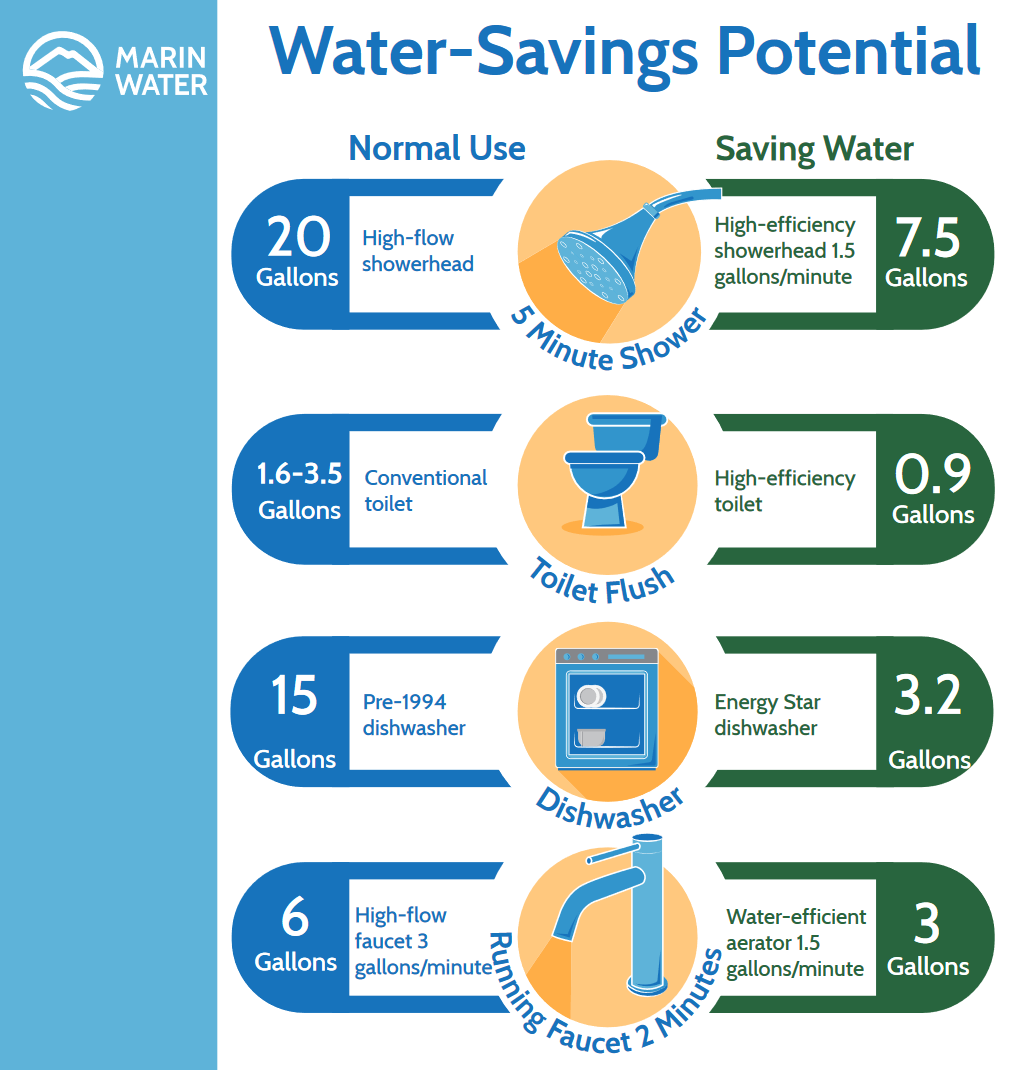 MARIN
WATER
Water-Savings Potential
Normal Use
Saving Water
20
Gallons
High-flow
showerhead
5 Minute Shower
High-efficiency
showerhead 1.5
gallons/minute
7.5
Gallons
1.6-3.5
Gallons
Conventional
toilet
Toilet Flush
High-efficiency
toilet
0.9
Gallons
15
Gallons
Pre-1994
dishwasher
Dishwasher
Energy Star
dishwasher
3.2
Gallons
6
Gallons
High-flow
faucet 3
gallons/minute
Running Faucet 2 Minutes
Water-efficient
aerator 1.5
gallons/minute
3
Gallons